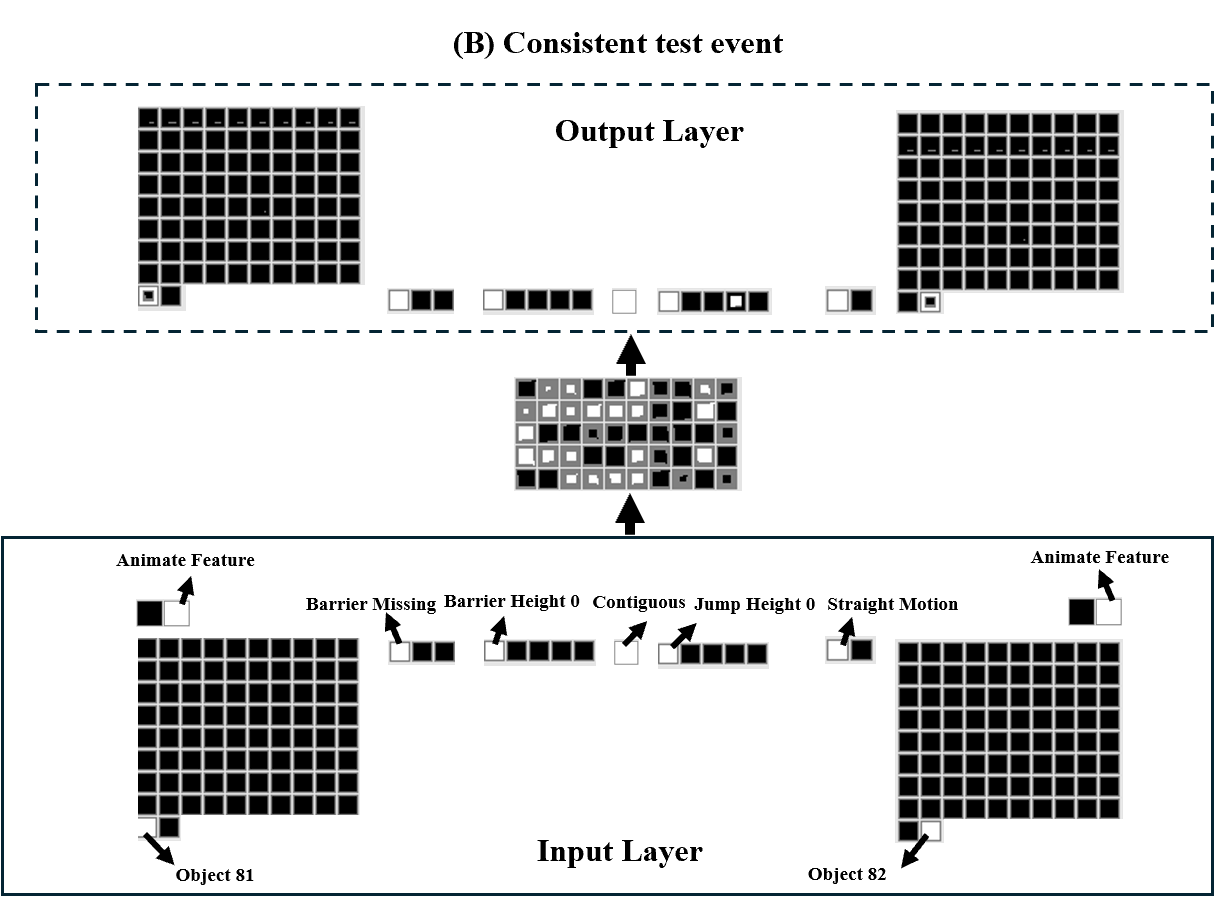 (B) Consistent test event
Output Layer
Animate Feature
Animate Feature
Barrier Missing
Barrier Height 0
Contiguous
Jump Height 0
Straight Motion
Input Layer
Object 81
Object 82